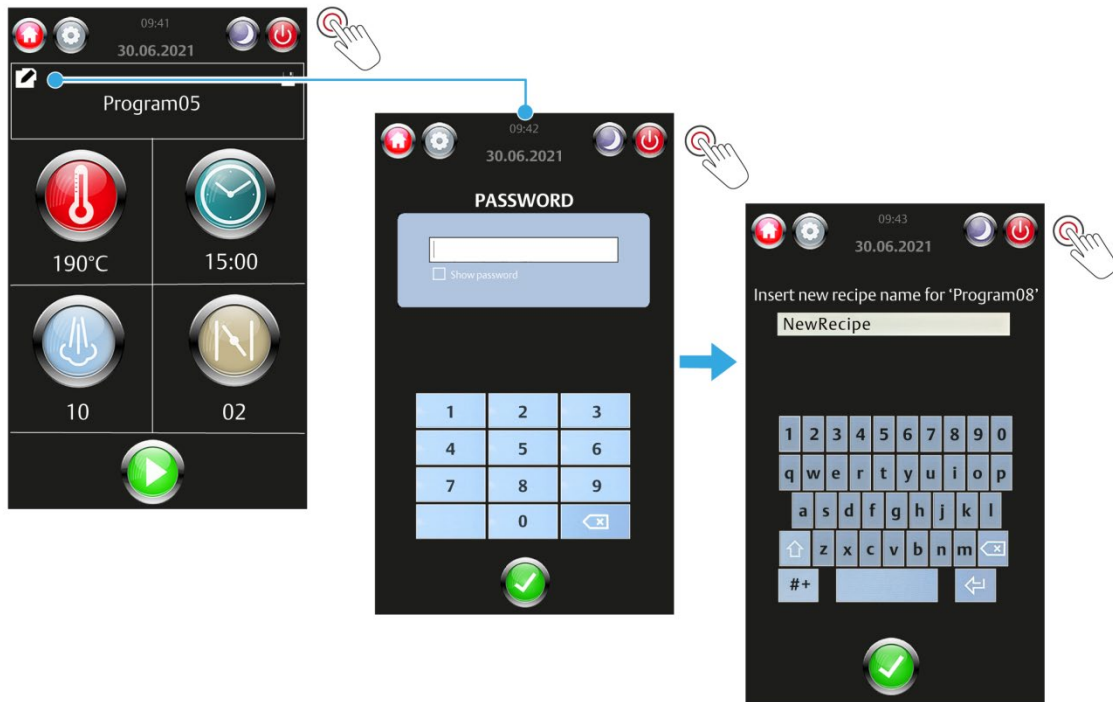 09:41
30.06.2021
Program05
190°C
15:00
10
02
09:42
30.06.2021
PASSWORD
Show password
1 2 3
4 5 6
7 8 9
0
09:43
30.06.2021
Insert new recipe name for ‘Program08’
NewRecipe
1 2 3 4 5 6 7 8 9 0
q w e r t y u i o p
a s d f g h j k l
z x c v b n m
#+